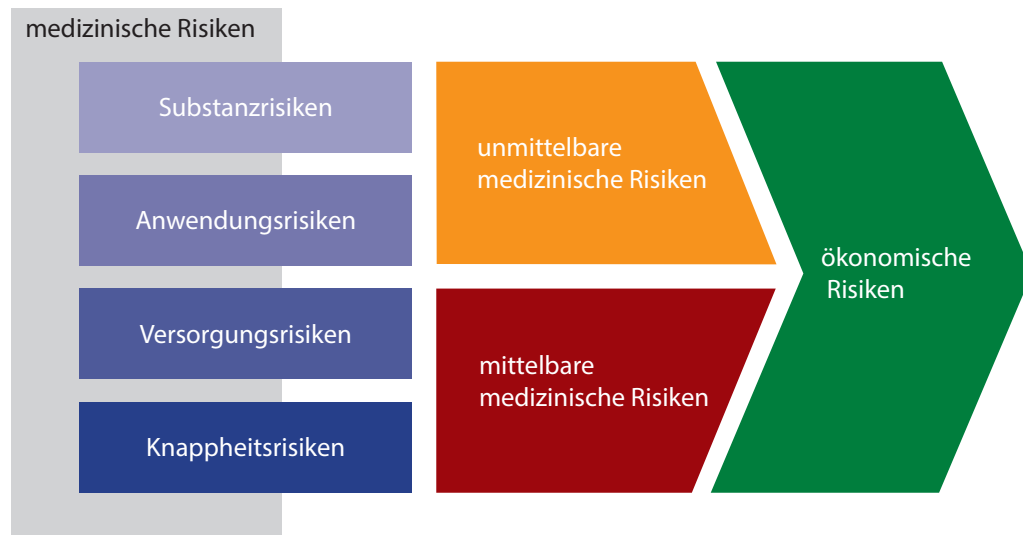 medizinische Risiken
Substanzrisiken
Anwendungsrisiken
Versorgungsrisiken
Knappheitsrisiken
unmittelbare
medizinische Risiken
mittelbare
medizinische Risiken
ökonomische
Risiken